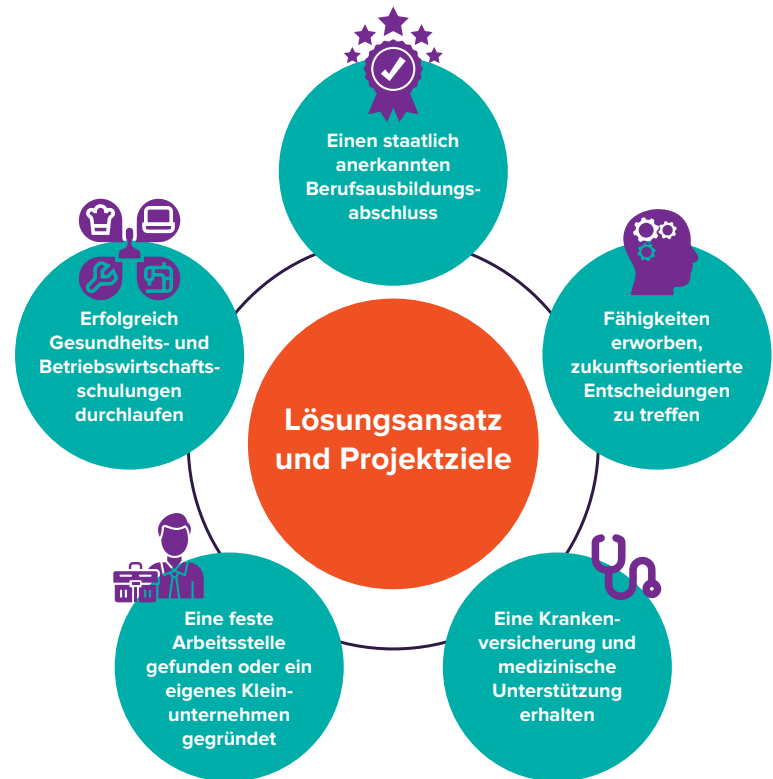 Einen staatlich
anerkannten
Berufsausbildungs-
abschluss
Fähigkeiten
erworben,
zukunftsorientierte
Entscheidungen
zu treffen
Eine Kranken-
versicherung und
medizinische
Unterstützung
erhalten
Eine feste
Arbeitsstelle
gefunden oder ein
eigenes Klein-
unternehmen
gegründet
Erfolgreich
Gesundheits- und
Betriebswirtschafts-
schulungen
durchlaufen
Lösungsansatz
und Projektziele